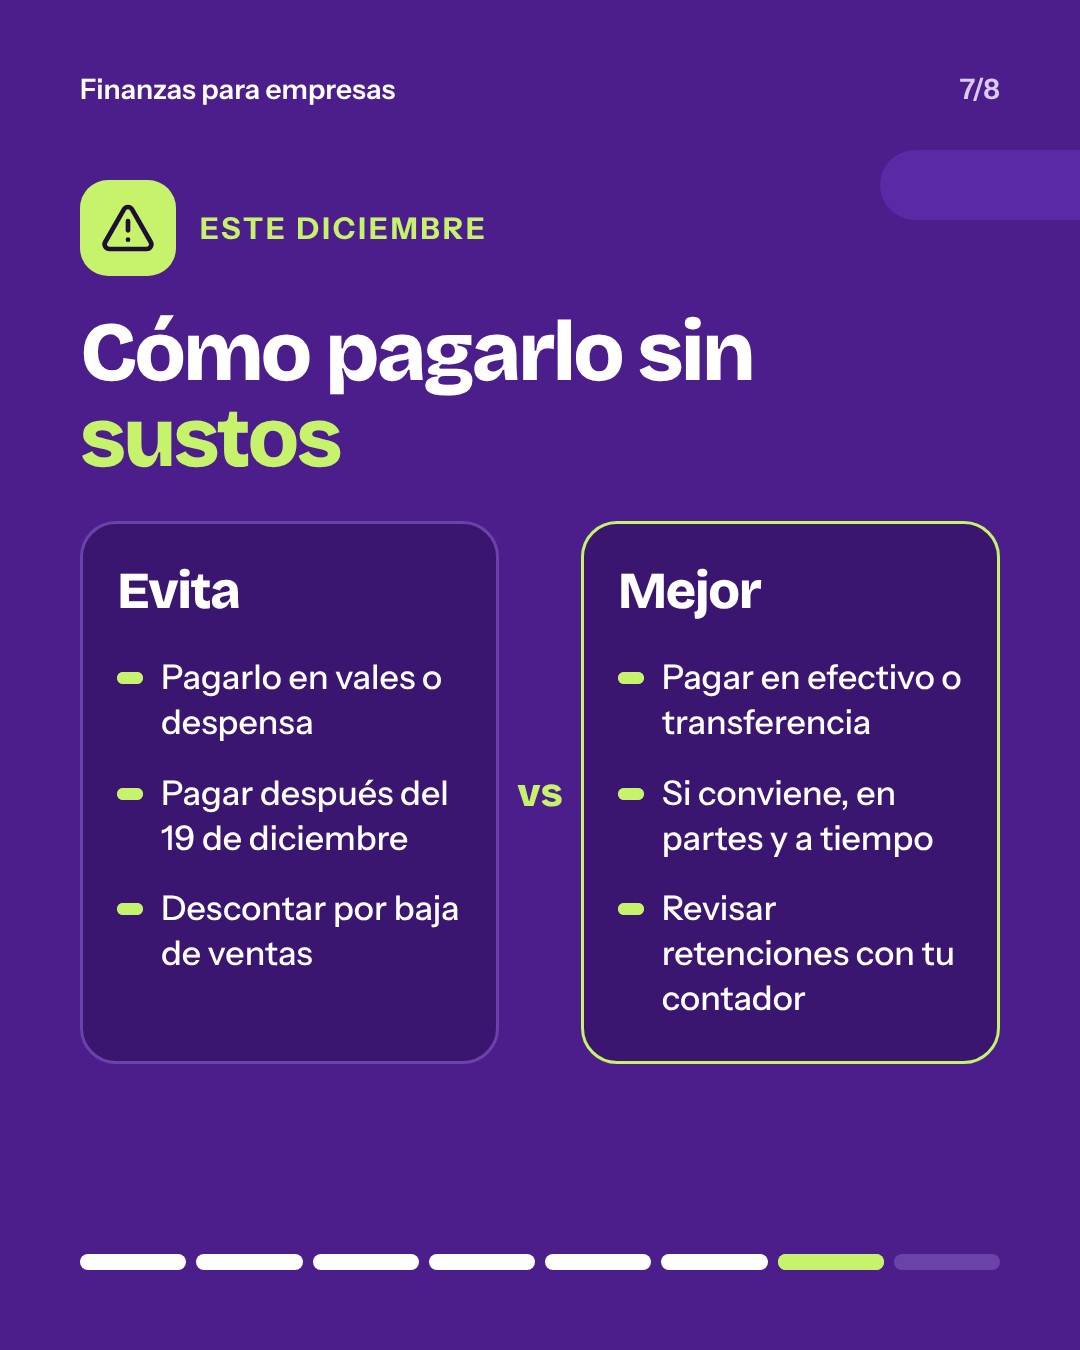 Finanzas para empresas
7/8
ESTE DICIEMBRE
Cómo pagarlo sin
sustos
Evita
Pagarlo en vales o
despensa
Pagar después del
19 de diciembre
Descontar por baja
de ventas
vs
Mejor
Pagar en efectivo o
transferencia
Si conviene, en
partes y a tiempo
Revisar
retenciones con tu
contador